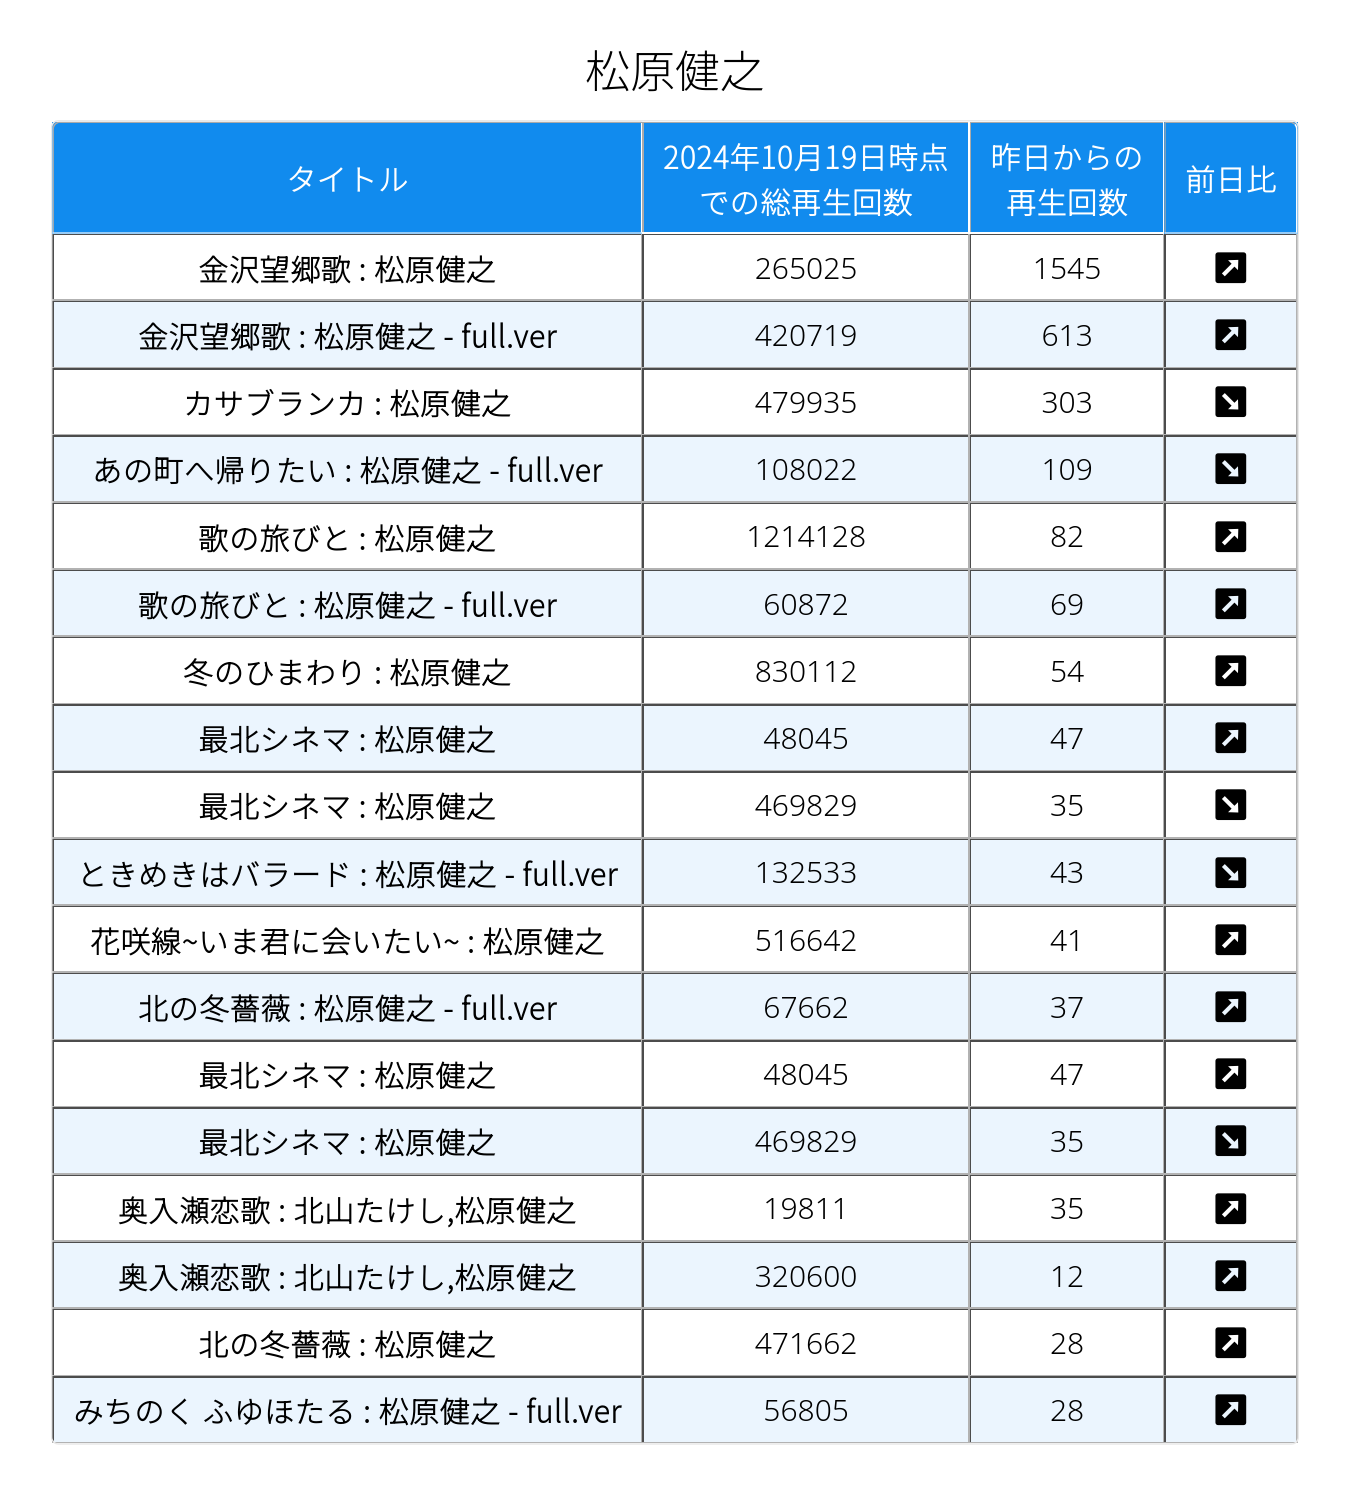 松原健之
タイトル 2024年10月19日時点 昨日からの 前日比
での総再生回数 再生回数
金沢望郷歌 : 松原健之 265025 1545 ↗
金沢望郷歌 : 松原健之 - full.ver 420719 613 ↗
カサブランカ : 松原健之 479935 303 ↘
あの町へ帰りたい : 松原健之 - full.ver 108022 109 ↘
歌の旅びと : 松原健之 1214128 82 ↗
歌の旅びと : 松原健之 - full.ver 60872 69 ↗
冬のひまわり : 松原健之 830112 54 ↗
最北シネマ : 松原健之 48045 47 ↗
最北シネマ : 松原健之 469829 35 ↘
ときめきはバラード : 松原健之 - full.ver 132533 43 ↘
花咲線~いま君に会いたい~ : 松原健之 516642 41 ↗
北の冬薔薇 : 松原健之 - full.ver 67662 37 ↗
最北シネマ : 松原健之 48045 47 ↗
最北シネマ : 松原健之 469829 35 ↘
奥入瀬恋歌 : 北山たけし,松原健之 19811 35 ↗
奥入瀬恋歌 : 北山たけし,松原健之 320600 12 ↗
北の冬薔薇 : 松原健之 471662 28 ↗
みちのく ふゆほたる : 松原健之 - full.ver 56805 28 ↗